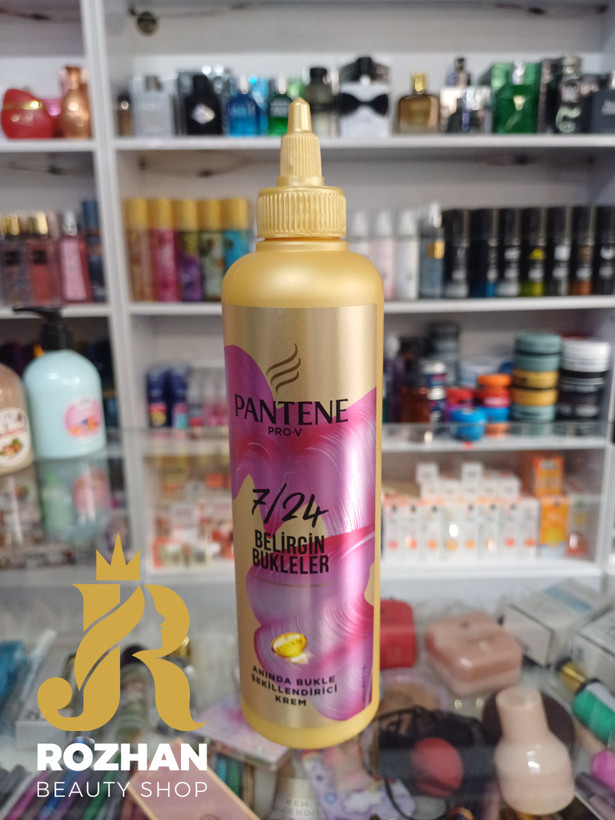 PANTENE
PRO-V
7/24
BELİRGİN
BUKLELER
ANINDA BUKLE
ŞEKİLLENDİRİCİ
KREM
ROZHAN
BEAUTY SHOP